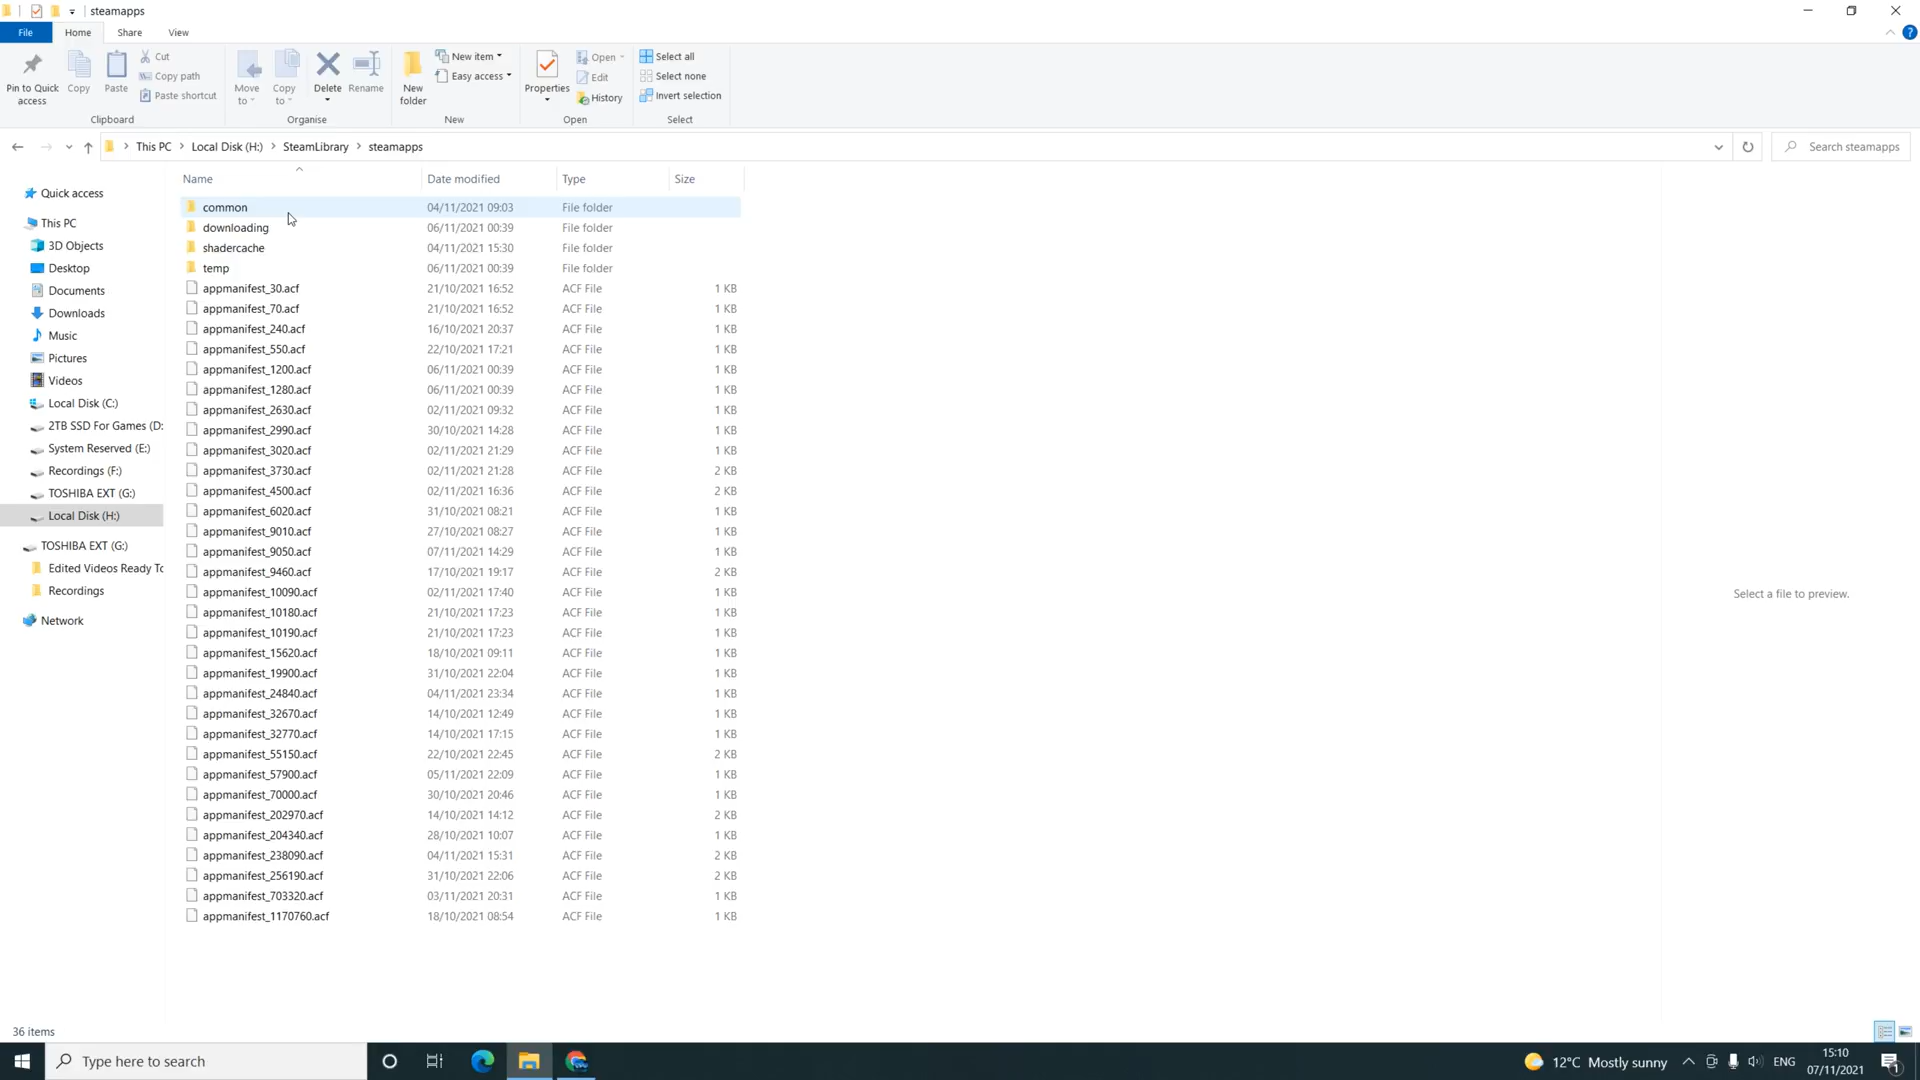 steamapps
File
Home
Share
View
Pin to Quick access
Copy
Paste
Cut
Copy path
Paste shortcut
Clipboard
Move to
Copy to
Delete
Rename
Organise
New folder
New item
Easy access
New
Properties
Open
Edit
History
Open
Select all
Select none
Invert selection
Select
This PC > Local Disk (H:) > SteamLibrary > steamapps
Search steamapps
Quick access
This PC
3D Objects
Desktop
Documents
Downloads
Music
Pictures
Videos
Local Disk (C:)
2TB SSD For Games (D:
System Reserved (E:)
Recordings (F:)
TOSHIBA EXT (G:)
Local Disk (H:)
TOSHIBA EXT (G:)
Edited Videos Ready To
Recordings
Network
Name Date modified Type Size
common 04/11/2021 09:03 File folder
downloading 06/11/2021 00:39 File folder
shadercache 04/11/2021 15:30 File folder
temp 06/11/2021 00:39 File folder
appmanifest_30.acf 21/10/2021 16:52 ACF File 1 KB
appmanifest_70.acf 21/10/2021 16:52 ACF File 1 KB
appmanifest_240.acf 16/10/2021 20:37 ACF File 1 KB
appmanifest_550.acf 22/10/2021 17:21 ACF File 1 KB
appmanifest_1200.acf 06/11/2021 00:39 ACF File 1 KB
appmanifest_1280.acf 06/11/2021 00:39 ACF File 1 KB
appmanifest_2630.acf 02/11/2021 09:32 ACF File 1 KB
appmanifest_2990.acf 30/10/2021 14:28 ACF File 1 KB
appmanifest_3020.acf 02/11/2021 21:29 ACF File 1 KB
appmanifest_3730.acf 02/11/2021 21:28 ACF File 2 KB
appmanifest_4500.acf 02/11/2021 16:36 ACF File 2 KB
appmanifest_6020.acf 31/10/2021 08:21 ACF File 1 KB
appmanifest_9010.acf 27/10/2021 08:27 ACF File 1 KB
appmanifest_9050.acf 07/11/2021 14:29 ACF File 1 KB
appmanifest_9460.acf 17/10/2021 19:17 ACF File 2 KB
appmanifest_10090.acf 02/11/2021 17:40 ACF File 1 KB
appmanifest_10180.acf 21/10/2021 17:23 ACF File 1 KB
appmanifest_10190.acf 21/10/2021 17:23 ACF File 1 KB
appmanifest_15620.acf 18/10/2021 09:11 ACF File 1 KB
appmanifest_19900.acf 31/10/2021 22:04 ACF File 1 KB
appmanifest_24840.acf 04/11/2021 23:34 ACF File 1 KB
appmanifest_32670.acf 14/10/2021 12:49 ACF File 1 KB
appmanifest_32770.acf 14/10/2021 17:15 ACF File 1 KB
appmanifest_55150.acf 22/10/2021 22:45 ACF File 2 KB
appmanifest_57900.acf 05/11/2021 22:09 ACF File 1 KB
appmanifest_70000.acf 30/10/2021 20:46 ACF File 1 KB
appmanifest_202970.acf 14/10/2021 14:12 ACF File 2 KB
appmanifest_204340.acf 28/10/2021 10:07 ACF File 1 KB
appmanifest_238090.acf 04/11/2021 15:31 ACF File 2 KB
appmanifest_256190.acf 31/10/2021 22:06 ACF File 2 KB
appmanifest_703320.acf 03/11/2021 20:31 ACF File 1 KB
appmanifest_1170760.acf 18/10/2021 08:54 ACF File 1 KB
Select a file to preview.
36 items
Type here to search
12°C Mostly sunny
ENG
15:10
07/11/2021
1